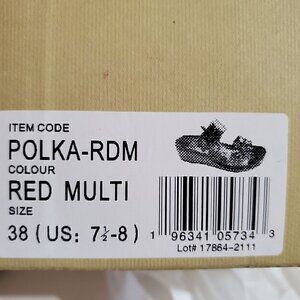 ITEM CODE
POLKA-RDM
COLOUR
RED MULTI
SIZE
38 (US: 7½-8)
1 96341 05734 3
Lot# 17864-2111